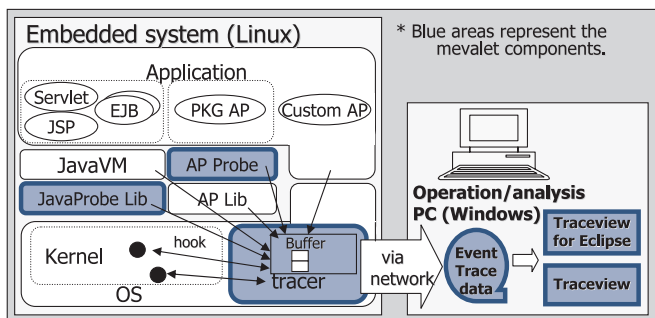 Embedded system (Linux)
* Blue areas represent the
mevalet components.
Application
Servlet
JSP
EJB
PKG AP
Custom AP
JavaVM
AP Probe
JavaProbe Lib
AP Lib
Kernel
hook
Buffer
tracer
OS
via
network
Operation/analysis
PC (Windows)
Event
Trace
data
Traceview
for Eclipse
Traceview